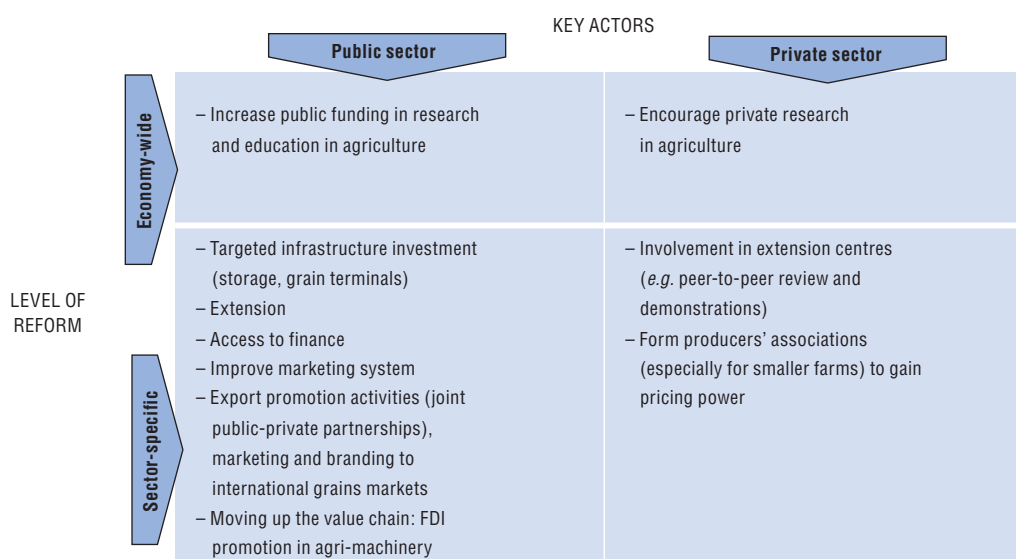 KEY ACTORS
Public sector
Private sector
LEVEL OF
REFORM
Economy-wide
– Increase public funding in research
and education in agriculture
– Encourage private research
in agriculture
Sector-specific
– Targeted infrastructure investment
(storage, grain terminals)
– Extension
– Access to finance
– Improve marketing system
– Export promotion activities (joint
public-private partnerships),
marketing and branding to
international grains markets
– Moving up the value chain: FDI
promotion in agri-machinery
– Involvement in extension centres
(e.g. peer-to-peer review and
demonstrations)
– Form producers’ associations
(especially for smaller farms) to gain
pricing power